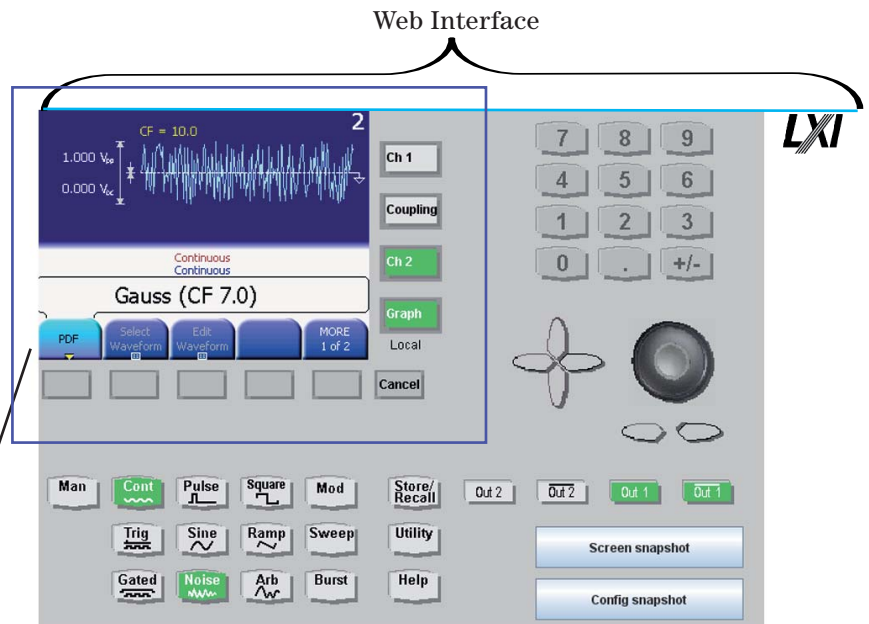 Web Interface
LXI
2
CF = 10.0
1.000 Vpp
0.000 Vdc
Continuous
Continuous
Gauss (CF 7.0)
PDF
Select
Waveform
Edit
Waveform
MORE
1 of 2
Ch 1
Coupling
Ch 2
Graph
Local
Cancel
7 8 9
4 5 6
1 2 3
0 . +/-
Man Cont Pulse Square Mod Store/
Recall
Out 2 Out 2 Out 1 Out 1
Trig Sine Ramp Sweep Utility
Screen snapshot
Gated Noise Arb Burst Help
Config snapshot